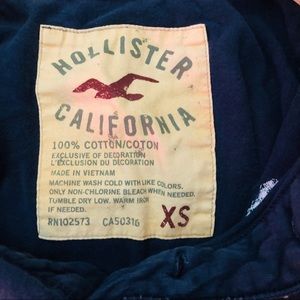 HOLLISTER
CALIFORNIA
100% COTTON/COTON
EXCLUSIVE OF DECORATION
L'EXCLUSION DU DÉCORATION
MADE IN VIETNAM
MACHINE WASH COLD WITH LIKE COLORS.
ONLY NON-CHLORINE BLEACH WHEN NEEDED.
TUMBLE DRY LOW. WARM IRON
IF NEEDED.
RN102573 CA50316 XS